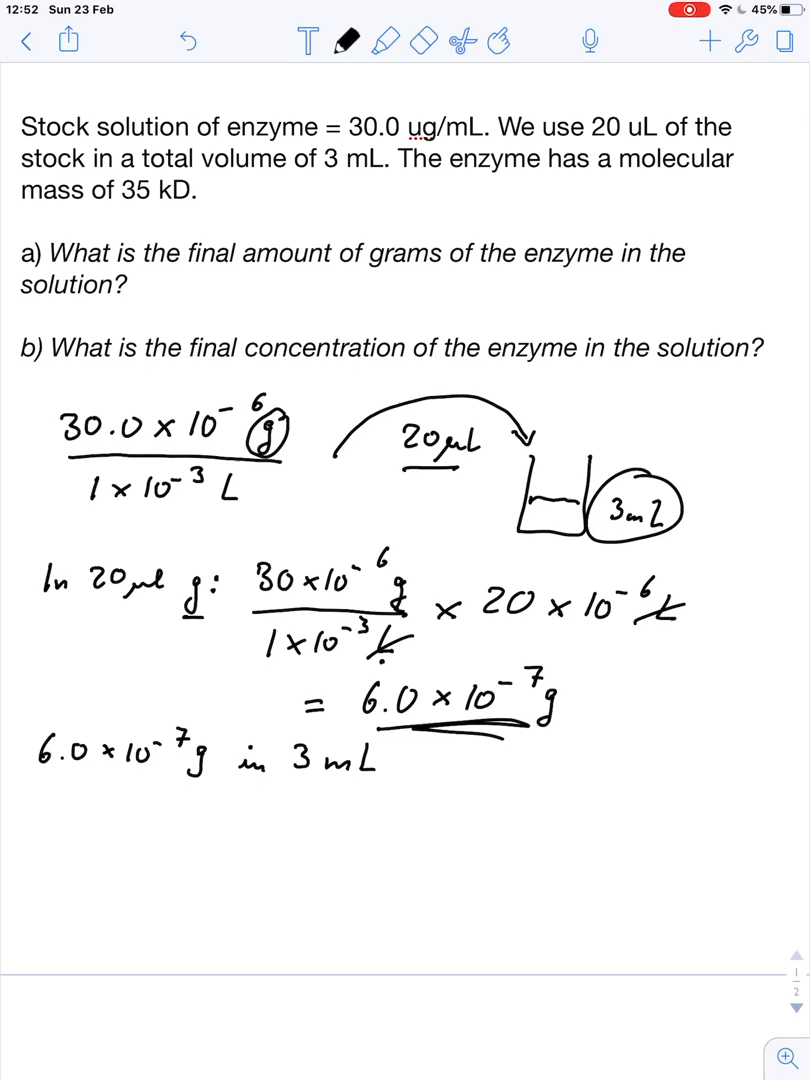 12:52 Sun 23 Feb 45%
T
Stock solution of enzyme = 30.0 ug/mL. We use 20 uL of the
stock in a total volume of 3 mL. The enzyme has a molecular
mass of 35 kD.
a) What is the final amount of grams of the enzyme in the
solution?
b) What is the final concentration of the enzyme in the solution?
30.0 × 10⁻⁶ g
1 × 10⁻³ L
20 μL
3 mL
In 20 μl g: 30 × 10⁻⁶ g
1 × 10⁻³ L
× 20 × 10⁻⁶ L
= 6.0 × 10⁻⁷ g
6.0 × 10⁻⁷ g in 3 mL
1
2